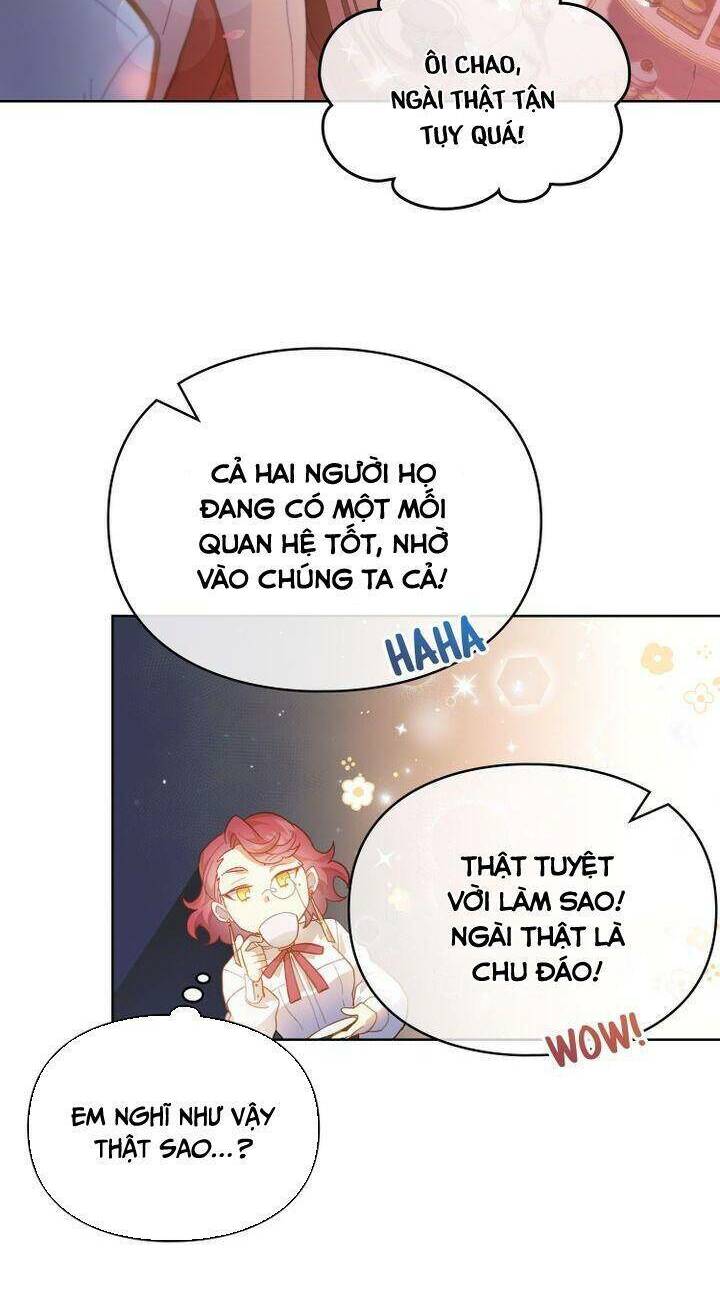 ÔI CHAO,
NGÀI THẬT TẬN
TỤY QUÁ!
CẢ HAI NGƯỜI HỌ
ĐANG CÓ MỘT MỐI
QUAN HỆ TỐT, NHỜ
VÀO CHÚNG TA CẢ!
HAHA
THẬT TUYỆT
VỜI LÀM SAO!
NGÀI THẬT LÀ
CHU ĐÁO!
WOW!
EM NGHĨ NHƯ VẬY
THẬT SAO...?